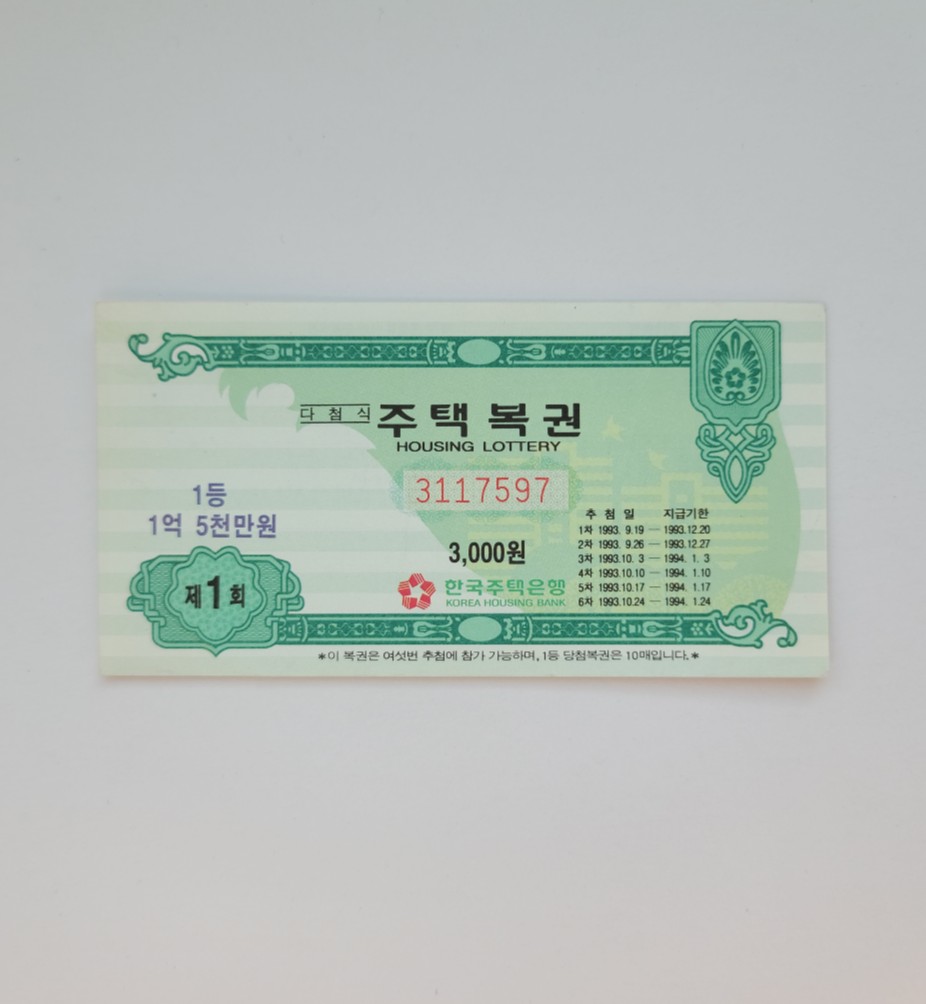 다첨식 주택복권
HOUSING LOTTERY
3117597
1등
1억 5천만원
3,000원
제1회
한국주택은행
KOREA HOUSING BANK
추첨일 지급기한
1차 1993. 9.19 — 1993.12.20
2차 1993. 9.26 — 1993.12.27
3차 1993.10. 3 — 1994. 1. 3
4차 1993.10.10 — 1994. 1.10
5차 1993.10.17 — 1994. 1.17
6차 1993.10.24 — 1994. 1.24
*이 복권은 여섯번 추첨에 참가 가능하며, 1등 당첨복권은 10매입니다.*